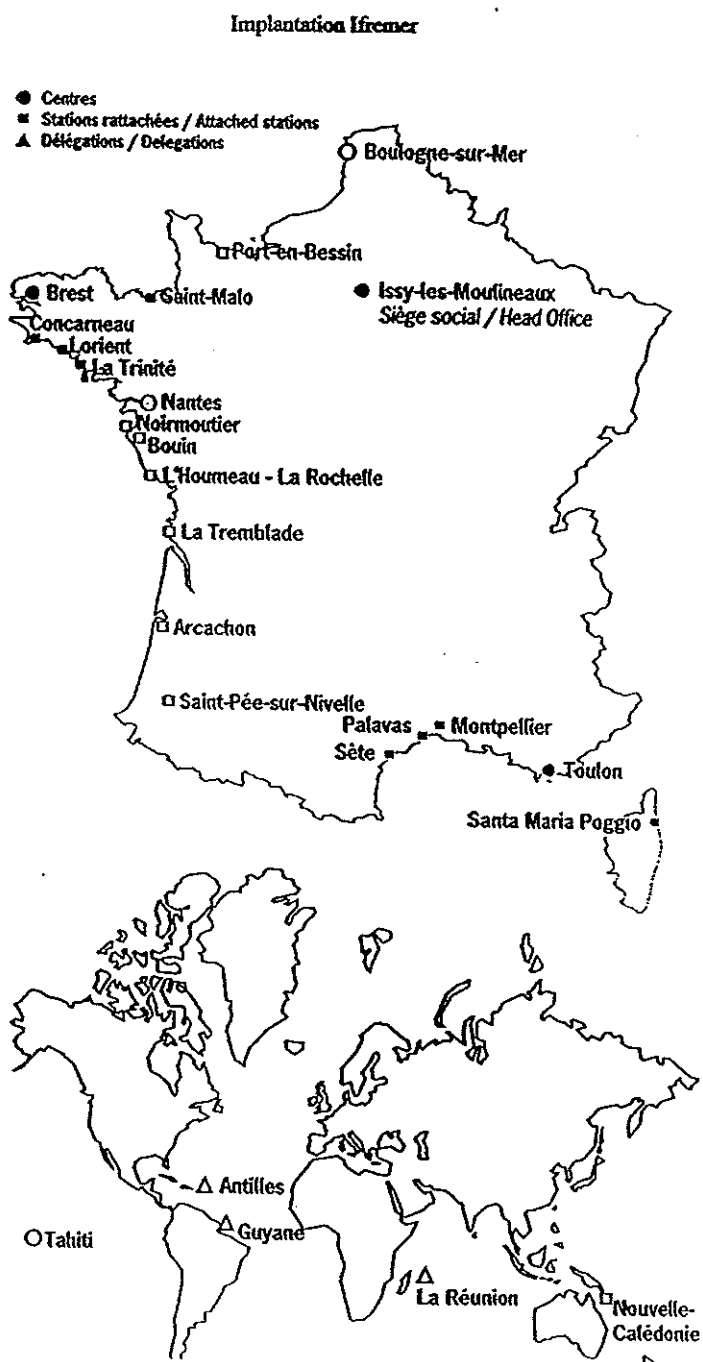 Implantation Ifremer
Centres
Stations rattachées / Attached stations
Délégations / Delegations
Boulogne-sur-Mer
Port-en-Bessin
Brest
Saint-Malo
Issy-les-Moulineaux
Siège social / Head Office
Concarneau
Lorient
La Trinité
Nantes
Noirmoutier
Bouin
L'Houmeau - La Rochelle
La Tremblade
Arcachon
Saint-Pée-sur-Nivelle
Palavas
Montpellier
Sète
Toulon
Santa Maria Poggio
Antilles
Guyane
Tahiti
La Réunion
Nouvelle-
Calédonie